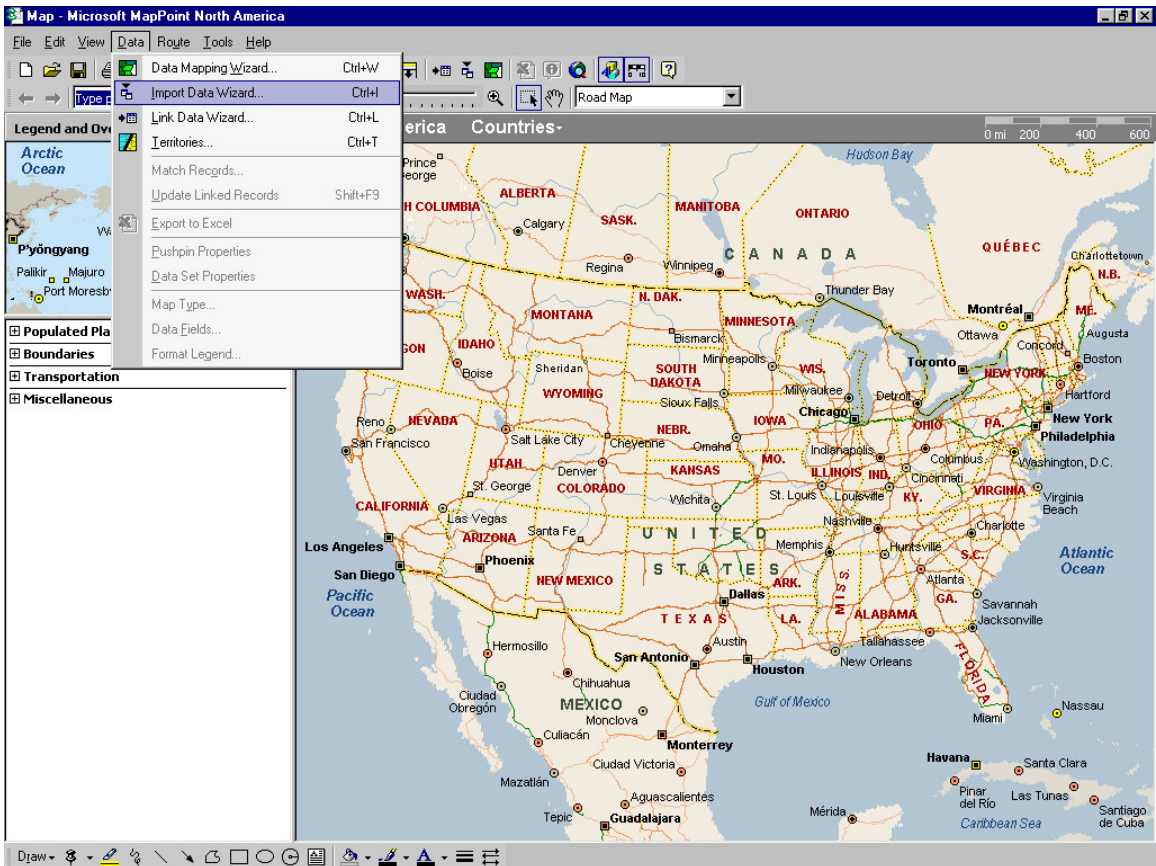 Map - Microsoft MapPoint North America
File Edit View Data Route Tools Help
Data Mapping Wizard... Ctrl+W
Import Data Wizard... Ctrl+I
Link Data Wizard... Ctrl+L
Territories... Ctrl+T
Match Records...
Update Linked Records Shift+F9
Export to Excel
Pushpin Properties
Data Set Properties
Map Type...
Data Fields...
Format Legend...
Type p
Road Map
Legend and Ov
erica Countries
0 mi 200 400 600
Arctic
Ocean
P'yŏngyang
Palikir Majuro
Port Moresby
Populated Pla
Boundaries
Transportation
Miscellaneous
Hudson Bay
Prince
eorge
ALBERTA
H COLUMBIA
Calgary
SASK.
MANITOBA
ONTARIO
CANADA
QUÉBEC
Charlottetown
N.B.
Regina
Winnipeg
Thunder Bay
WASH.
MONTANA
N. DAK.
MINNESOTA
Montréal
ME.
Ottawa
Concord
Augusta
Bismarck
GON
IDAHO
Boise
Sheridan
SOUTH
DAKOTA
Minneapolis
WIS.
Toronto
NEW YORK
Boston
WYOMING
Sioux Falls
Milwaukee
Detroit
Hartford
Reno
NEVADA
NEBR.
IOWA
Chicago
OHIO
PA.
New York
Philadelphia
San Francisco
Salt Lake City
Cheyenne
Omaha
Indianapolis
Columbus
Washington, D.C.
UTAH
Denver
KANSAS
MO.
ILLINOIS
IND.
Cincinnati
St. George
COLORADO
CALIFORNIA
Wichita
St. Louis
Louisville
KY.
VIRGINIA
Virginia
Beach
Las Vegas
ARIZONA
Santa Fe
UNITED
STATES
Nashville
Memphis
Charlotte
Huntsville
S.C.
Atlantic
Ocean
Los Angeles
San Diego
Phoenix
NEW MEXICO
ARK.
MISS.
Atlanta
GA.
Pacific
Ocean
Dallas
TEXAS
LA.
ALABAMA
Savannah
Jacksonville
Hermosillo
Austin
Tallahassee
San Antonio
Houston
New Orleans
FLORIDA
Chihuahua
Ciudad
Obregón
MEXICO
Monclova
Gulf of Mexico
Nassau
Miami
Culiacán
Monterrey
Ciudad Victoria
Havana
Santa Clara
Mazatlán
Aguascalientes
Pinar
del Río
Las Tunas
Tepic
Guadalajara
Mérida
Caribbean Sea
Santiago
de Cuba
Draw